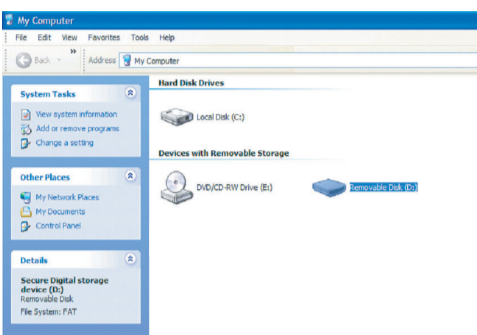 My Computer
File Edit View Favorites Tools Help
Back » Address My Computer
System Tasks
View system information
Add or remove programs
Change a setting
Other Places
My Network Places
My Documents
Control Panel
Details
Secure Digital storage
device (D:)
Removable Disk
File System: FAT
Hard Disk Drives
Local Disk (C:)
Devices with Removable Storage
DVD/CD-RW Drive (E:) Removable Disk (D:)